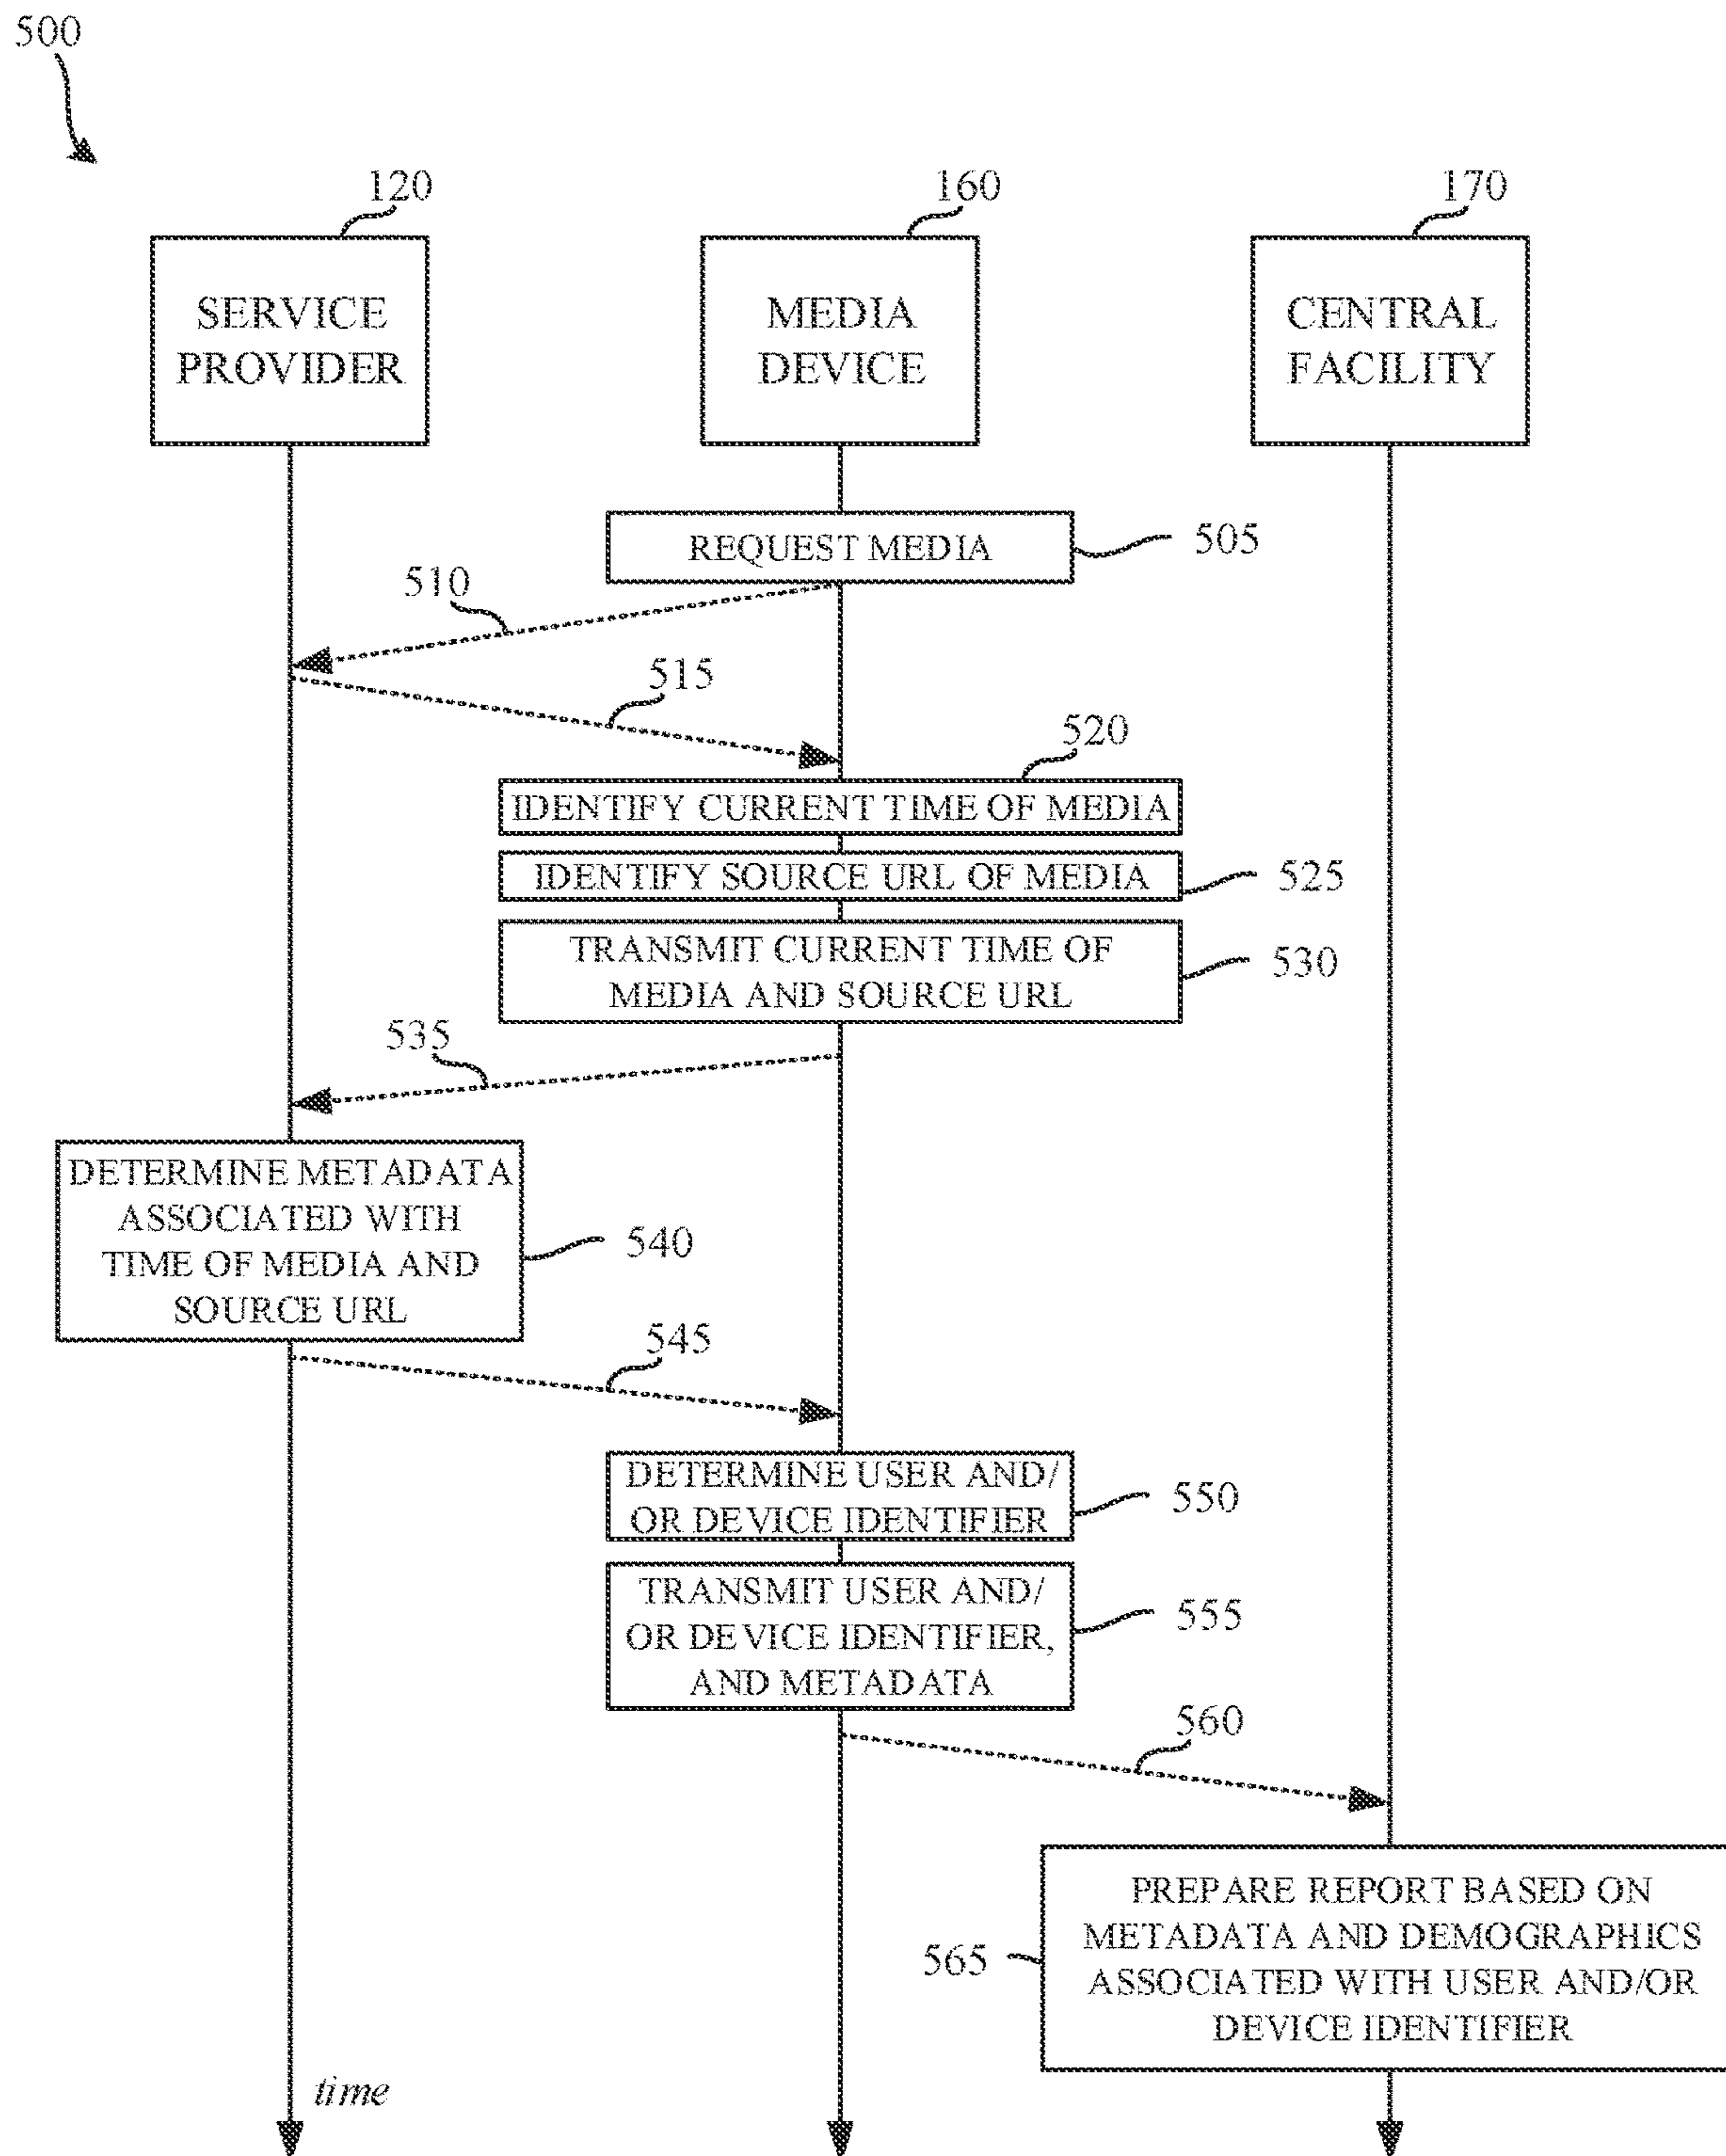 500
120
160
170
SERVICE
PROVIDER
MEDIA
DEVICE
CENTRAL
FACILITY
REQUEST MEDIA
505
510
515
520
IDENTIFY CURRENT TIME OF MEDIA
IDENTIFY SOURCE URL OF MEDIA
525
TRANSMIT CURRENT TIME OF
MEDIA AND SOURCE URL
530
535
DETERMINE METADATA
ASSOCIATED WITH
TIME OF MEDIA AND
SOURCE URL
540
545
DETERMINE USER AND/
OR DEVICE IDENTIFIER
550
TRANSMIT USER AND/
OR DEVICE IDENTIFIER,
AND METADATA
555
560
PREPARE REPORT BASED ON
METADATA AND DEMOGRAPHICS
ASSOCIATED WITH USER AND/OR
DEVICE IDENTIFIER
565
time